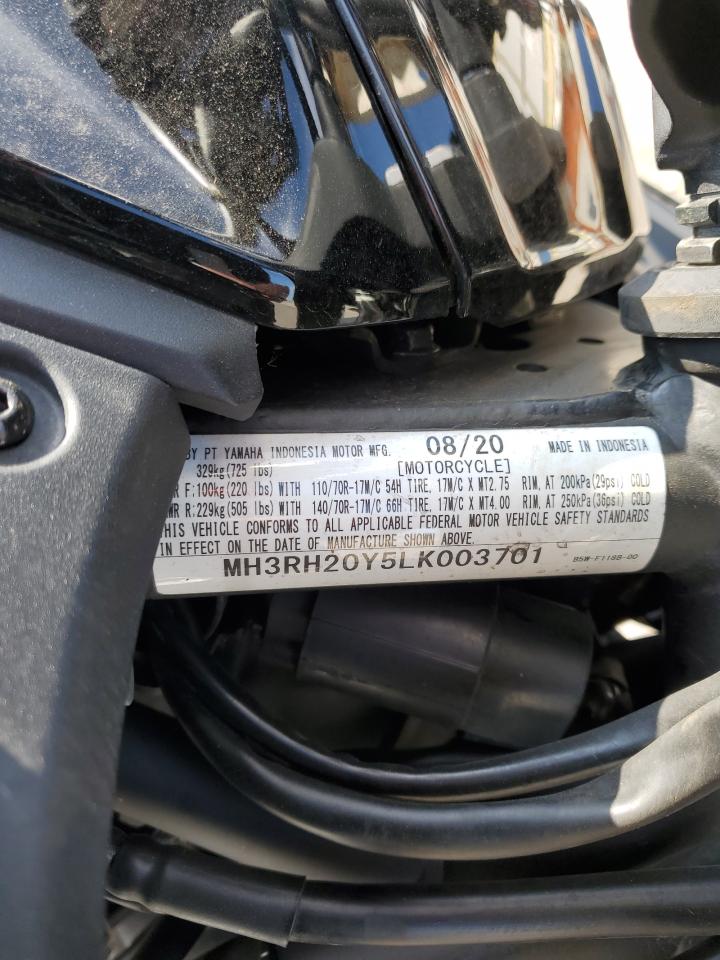 BY PT YAMAHA INDONESIA MOTOR MFG. 08/20 MADE IN INDONESIA
329kg(725 lbs) [MOTORCYCLE]
F:100kg(220 lbs) WITH 110/70R-17M/C 54H TIRE, 17M/C X MT2.75 RIM, AT 200kPa(29psi) COLD
R:229kg(505 lbs) WITH 140/70R-17M/C 66H TIRE, 17M/C X MT4.00 RIM, AT 250kPa(36psi) COLD
THIS VEHICLE CONFORMS TO ALL APPLICABLE FEDERAL MOTOR VEHICLE SAFETY STANDARDS
IN EFFECT ON THE DATE OF MANUFACTURE SHOWN ABOVE.
MH3RH20Y5LK003701 B5W-F118B-00